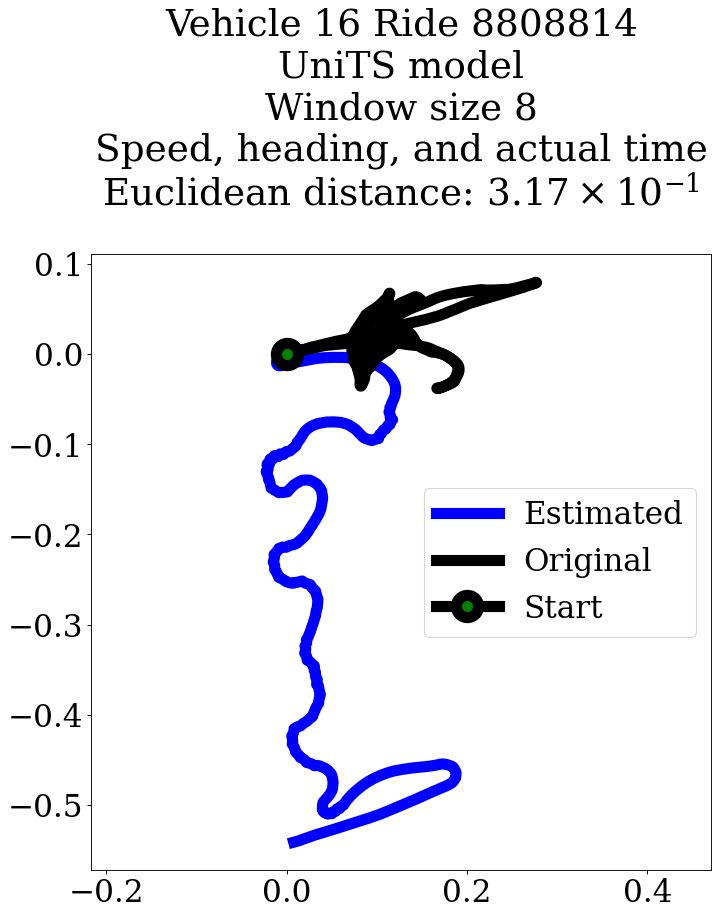 Vehicle 16 Ride 8808814
UniTS model
Window size 8
Speed, heading, and actual time
Euclidean distance: 3.17 × 10⁻¹
0.1
0.0
−0.1
−0.2
−0.3
−0.4
−0.5
Estimated
Original
Start
−0.2 0.0 0.2 0.4